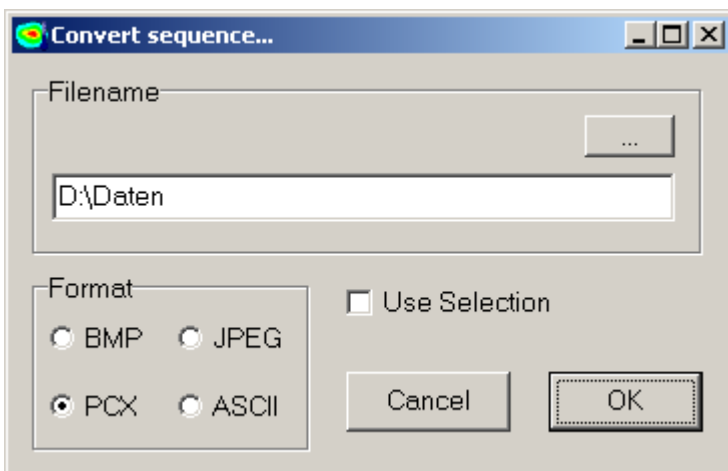 Convert sequence...
Filename
...
D:\Daten
Format
Use Selection
BMP JPEG
PCX ASCII
Cancel OK